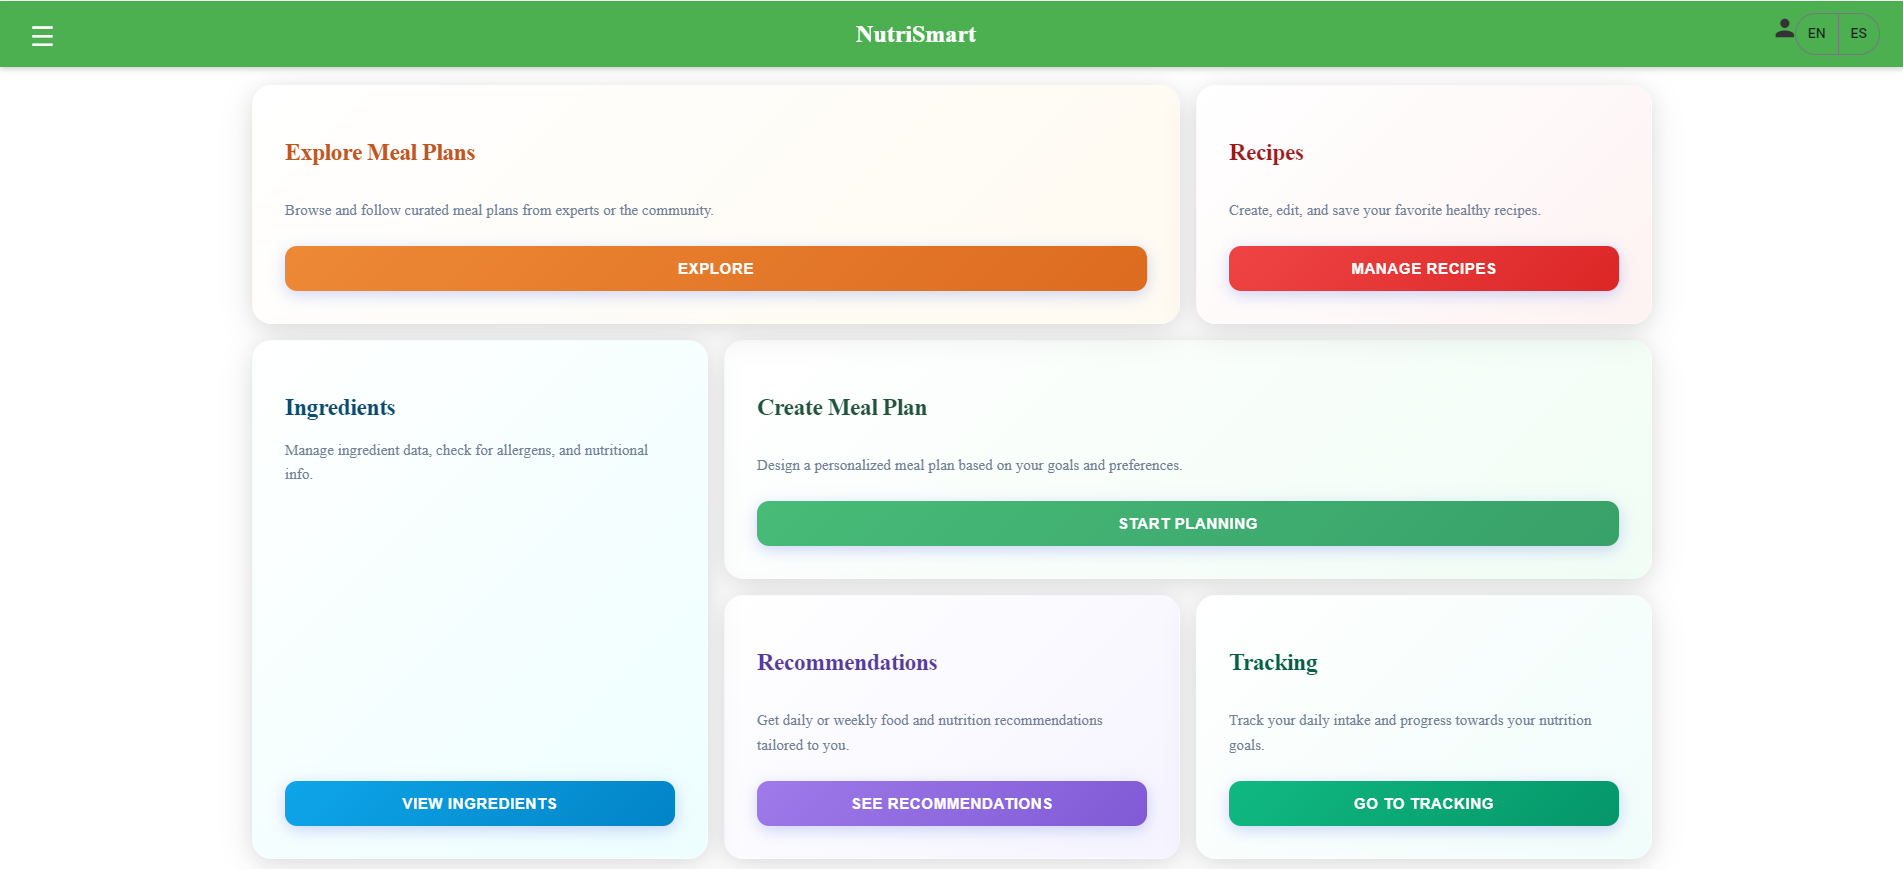 NutriSmart
EN
ES
Explore Meal Plans
Browse and follow curated meal plans from experts or the community.
EXPLORE
Recipes
Create, edit, and save your favorite healthy recipes.
MANAGE RECIPES
Ingredients
Manage ingredient data, check for allergens, and nutritional
info.
VIEW INGREDIENTS
Create Meal Plan
Design a personalized meal plan based on your goals and preferences.
START PLANNING
Recommendations
Get daily or weekly food and nutrition recommendations
tailored to you.
SEE RECOMMENDATIONS
Tracking
Track your daily intake and progress towards your nutrition
goals.
GO TO TRACKING